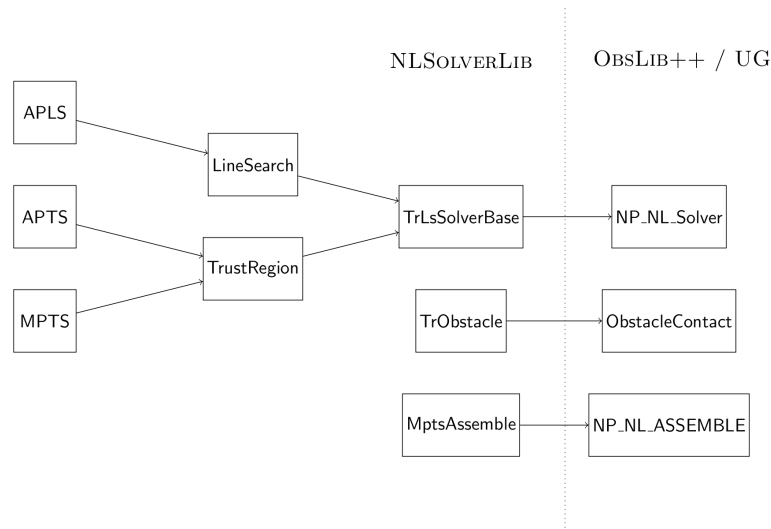 NLSOLVERLIB
OBSLIB++ / UG
APLS
LineSearch
APTS
TrLsSolverBase
NP_NL_Solver
TrustRegion
MPTS
TrObstacle
ObstacleContact
MptsAssemble
NP_NL_ASSEMBLE